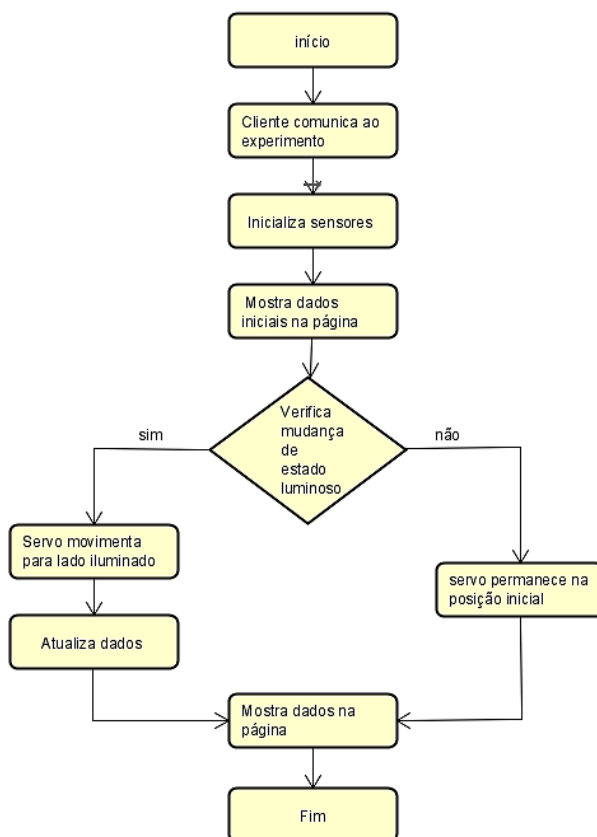 início
Cliente comunica ao
experimento
Inicializa sensores
Mostra dados
iniciais na página
Verifica
mudança
de
estado
luminoso
sim
não
Servo movimenta
para lado iluminado
servo permanece na
posição inicial
Atualiza dados
Mostra dados na
página
Fim